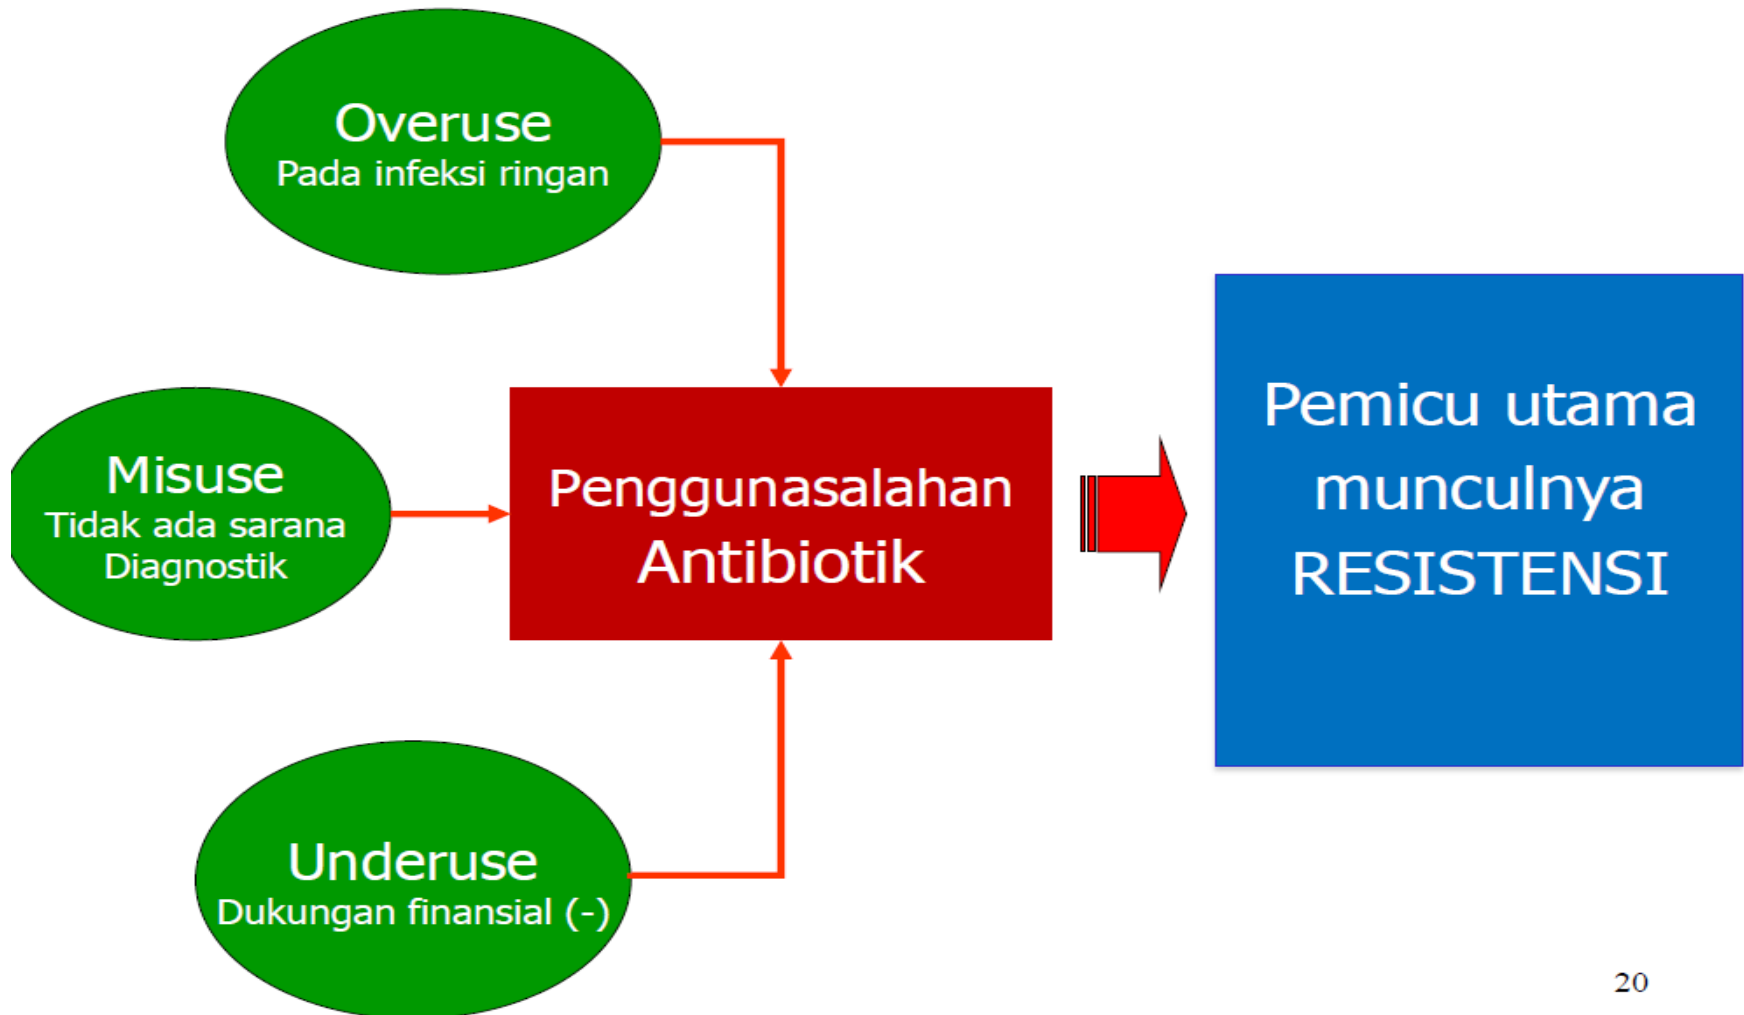 Overuse
Pada infeksi ringan
Misuse
Tidak ada sarana
Diagnostik
Penggunasalahan
Antibiotik
Pemicu utama
munculnya
RESISTENSI
Underuse
Dukungan finansial (-)
20